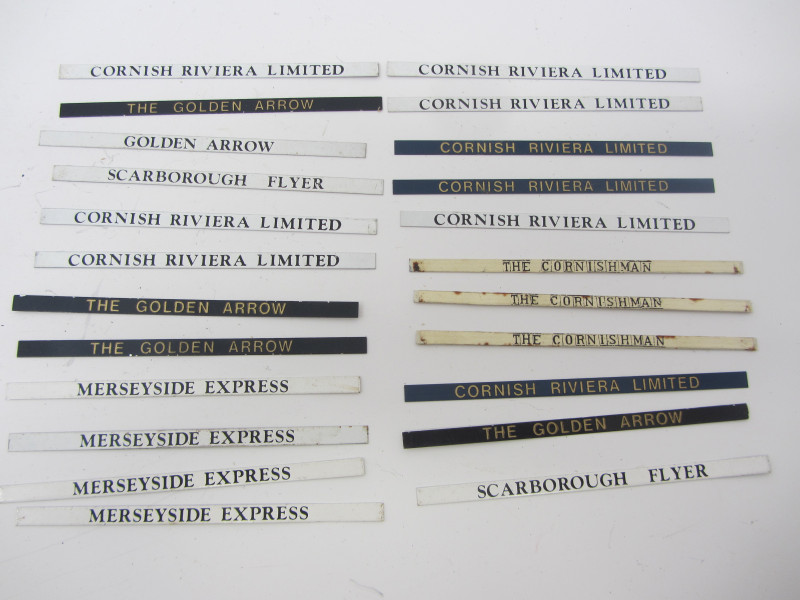 CORNISH RIVIERA LIMITED
THE GOLDEN ARROW
GOLDEN ARROW
SCARBOROUGH FLYER
CORNISH RIVIERA LIMITED
CORNISH RIVIERA LIMITED
THE GOLDEN ARROW
THE GOLDEN ARROW
MERSEYSIDE EXPRESS
MERSEYSIDE EXPRESS
MERSEYSIDE EXPRESS
MERSEYSIDE EXPRESS
CORNISH RIVIERA LIMITED
CORNISH RIVIERA LIMITED
CORNISH RIVIERA LIMITED
CORNISH RIVIERA LIMITED
CORNISH RIVIERA LIMITED
THE CORNISHMAN
THE CORNISHMAN
THE CORNISHMAN
CORNISH RIVIERA LIMITED
THE GOLDEN ARROW
SCARBOROUGH FLYER